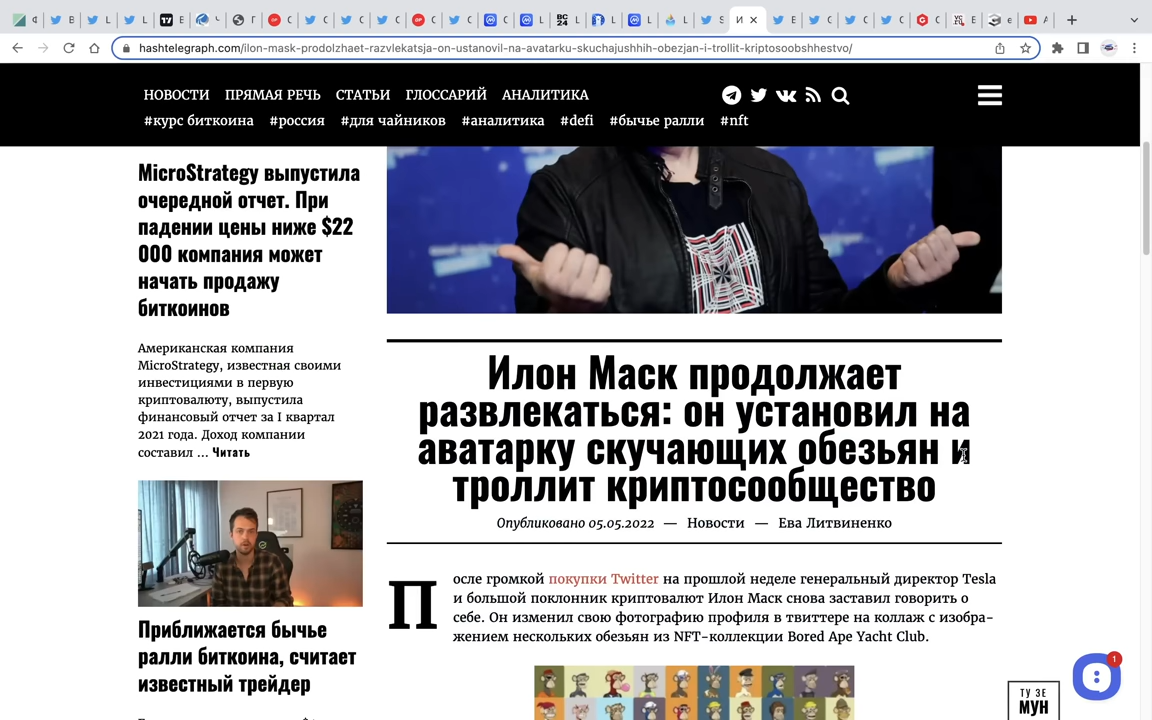 hashtelegraph.com/ilon-mask-prodolzhaet-razvlekatsja-on-ustanovil-na-avatarku-skuchajushhih-obezjan-i-trollit-kriptosoobshhestvo/
НОВОСТИ ПРЯМАЯ РЕЧЬ СТАТЬИ ГЛОССАРИЙ АНАЛИТИКА
#курс биткоина #россия #для чайников #аналитика #defi #бычье ралли #nft
MicroStrategy выпустила
очередной отчет. При
падении цены ниже $22
000 компания может
начать продажу
биткоинов
Американская компания
MicroStrategy, известная своими
инвестициями в первую
криптовалюту, выпустила
финансовый отчет за I квартал
2021 года. Доход компании
составил ... Читать
Приближается бычье
ралли биткоина, считает
известный трейдер
Илон Маск продолжает
развлекаться: он установил на
аватарку скучающих обезьян и
троллит криптосообщество
Опубликовано 05.05.2022 — Новости — Ева Литвиненко
После громкой покупки Twitter на прошлой неделе генеральный директор Tesla
и большой поклонник криптовалют Илон Маск снова заставил говорить о
себе. Он изменил свою фотографию профиля в твиттере на коллаж с изобра-
жением нескольких обезьян из NFT-коллекции Bored Ape Yacht Club.
1
ТУ ЗЕ
МУН